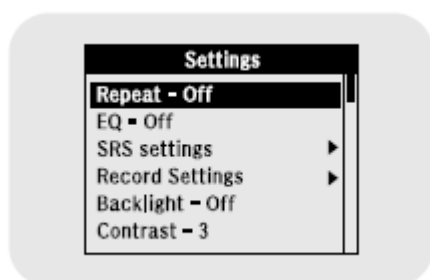 Settings
Repeat - Off
EQ - Off
SRS settings
Record Settings
Backlight - Off
Contrast - 3